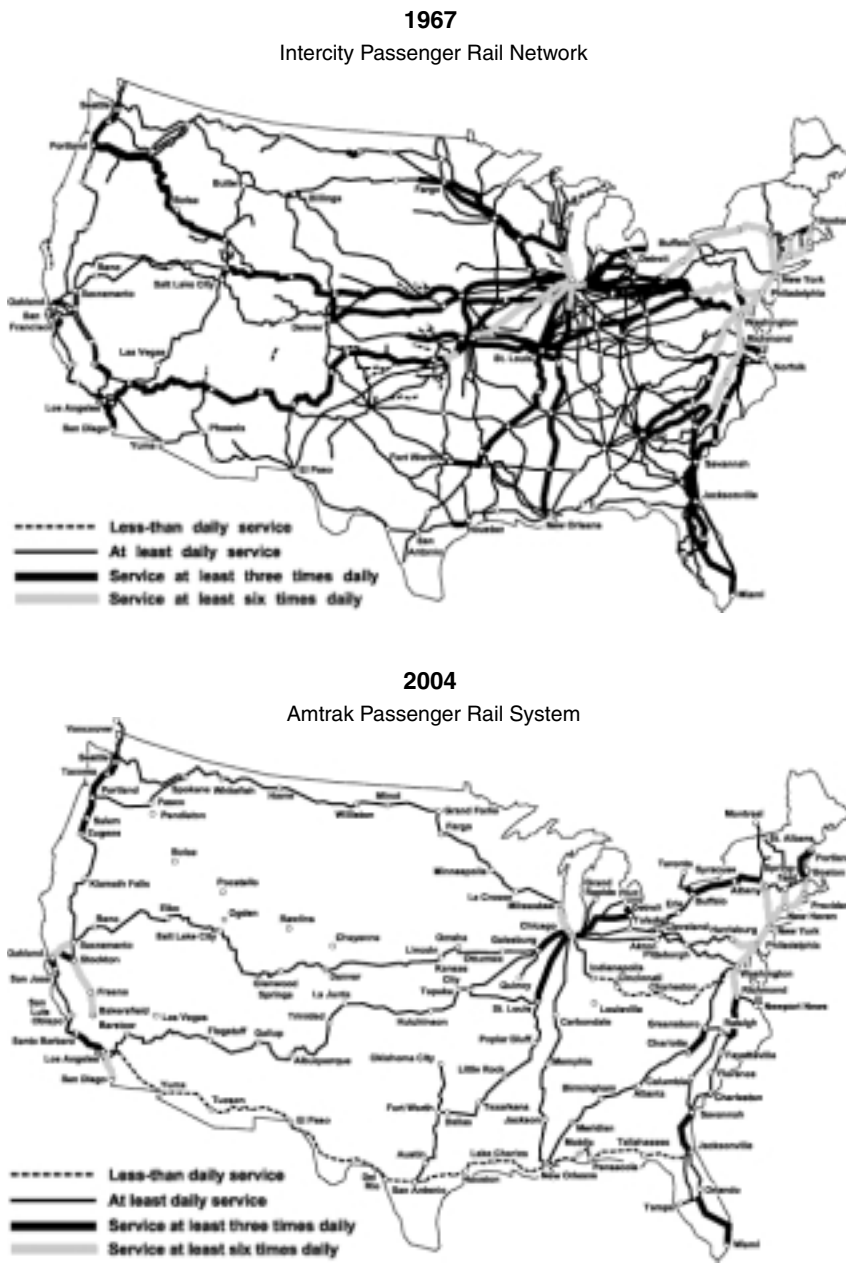 1967
Intercity Passenger Rail Network
Seattle
Portland
Butte
Billings
Fargo
Boise
Buffalo
Boston
Detroit
Reno
Salt Lake City
Sacramento
Oakland
San
Francisco
Denver
New York
Philadelphia
Washington
Richmond
Norfolk
Las Vegas
St. Louis
Los Angeles
San Diego
Yuma
Phoenix
El Paso
Fort Worth
Savannah
Jacksonville
San
Antonio
Houston
New Orleans
Miami
Less-than daily service
At least daily service
Service at least three times daily
Service at least six times daily
2004
Amtrak Passenger Rail System
Vancouver
Seattle
Tacoma
Portland
Spokane
Whitefish
Havre
Pasco
Pendleton
Williston
Minot
Grand Forks
Fargo
Salem
Eugene
Montreal
St. Albans
Portland
Boston
Boise
Minneapolis
Toronto
Syracuse
Albany
Klamath Falls
Pocatello
La Crosse
Milwaukee
Grand
Rapids
Detroit
Toledo
Erie
Buffalo
New Haven
New York
Reno
Elko
Ogden
Rawlins
Cheyenne
Chicago
Cleveland
Harrisburg
Philadelphia
Sacramento
Stockton
Oakland
San Jose
Salt Lake City
Omaha
Lincoln
Ottumwa
Galesburg
Akron
Pittsburgh
Washington
Richmond
Newport News
Glenwood
Springs
Denver
Kansas
City
Topeka
Quincy
Indianapolis
Cincinnati
Charleston
Fresno
San
Luis
Obispo
Bakersfield
Barstow
Las Vegas
La Junta
Trinidad
Hutchinson
St. Louis
Louisville
Greensboro
Raleigh
Charlotte
Santa Barbara
Los Angeles
San Diego
Flagstaff
Gallup
Albuquerque
Oklahoma City
Poplar Bluff
Carbondale
Memphis
Fayetteville
Florence
Columbia
Charleston
Savannah
Little Rock
Birmingham
Atlanta
Yuma
Tucson
El Paso
Fort Worth
Dallas
Texarkana
Jackson
Meridian
Mobile
Tallahassee
Pensacola
Jacksonville
Austin
Del
Rio
San Antonio
Houston
Lake Charles
New Orleans
Orlando
Tampa
Miami
Less-than daily service
At least daily service
Service at least three times daily
Service at least six times daily